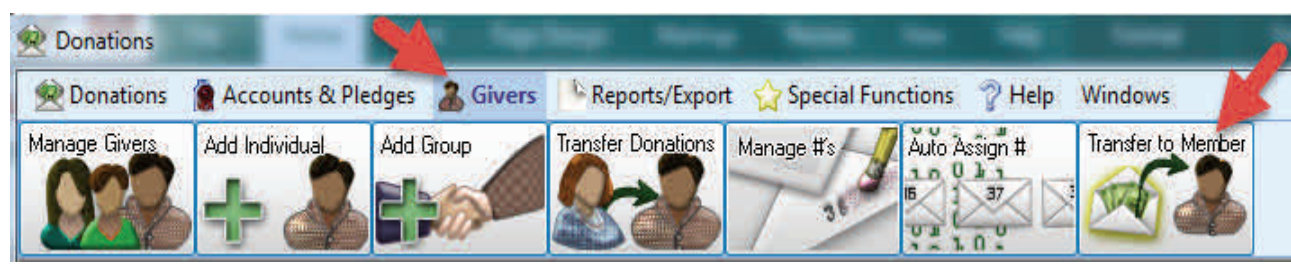 Donations
Donations Accounts & Pledges Givers Reports/Export Special Functions Help Windows
Manage Givers Add Individual Add Group Transfer Donations Manage #'s Auto Assign # Transfer to Member
37